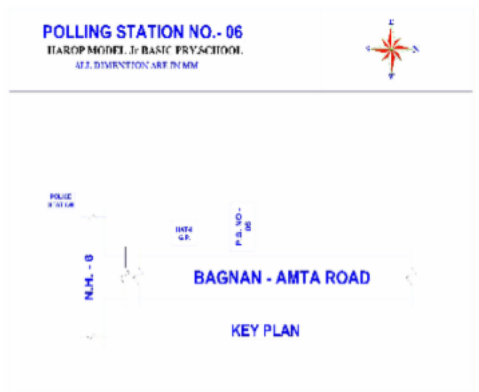 POLLING STATION NO.- 06
HAROP MODEL Jr BASIC PRY.SCHOOL
ALL DIMENTION ARE IN MM
POLICE
STATION
P.S. NO -
06
G.P.
N.H. - 6
BAGNAN - AMTA ROAD
KEY PLAN